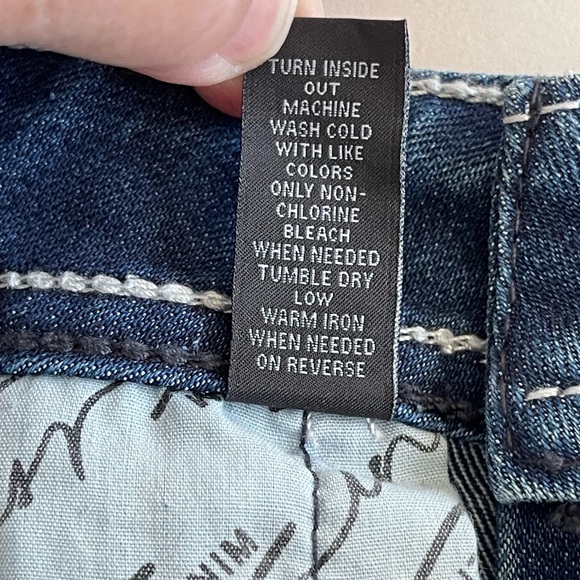 TURN INSIDE
OUT
MACHINE
WASH COLD
WITH LIKE
COLORS
ONLY NON-
CHLORINE
BLEACH
WHEN NEEDED
TUMBLE DRY
LOW
WARM IRON
WHEN NEEDED
ON REVERSE